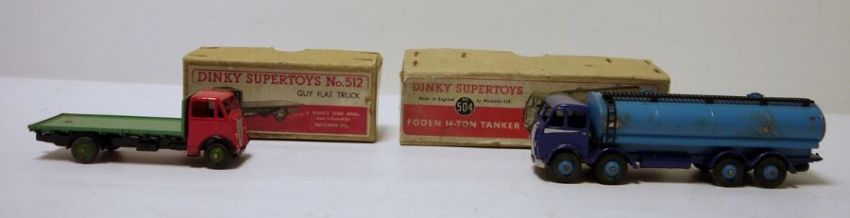 DINKY SUPERTOYS No.512
GUY FLAT TRUCK
MECCANO LTD.
DINKY SUPERTOYS
Made in England by Meccano Ltd.
No 504
FODEN 14-TON TANKER